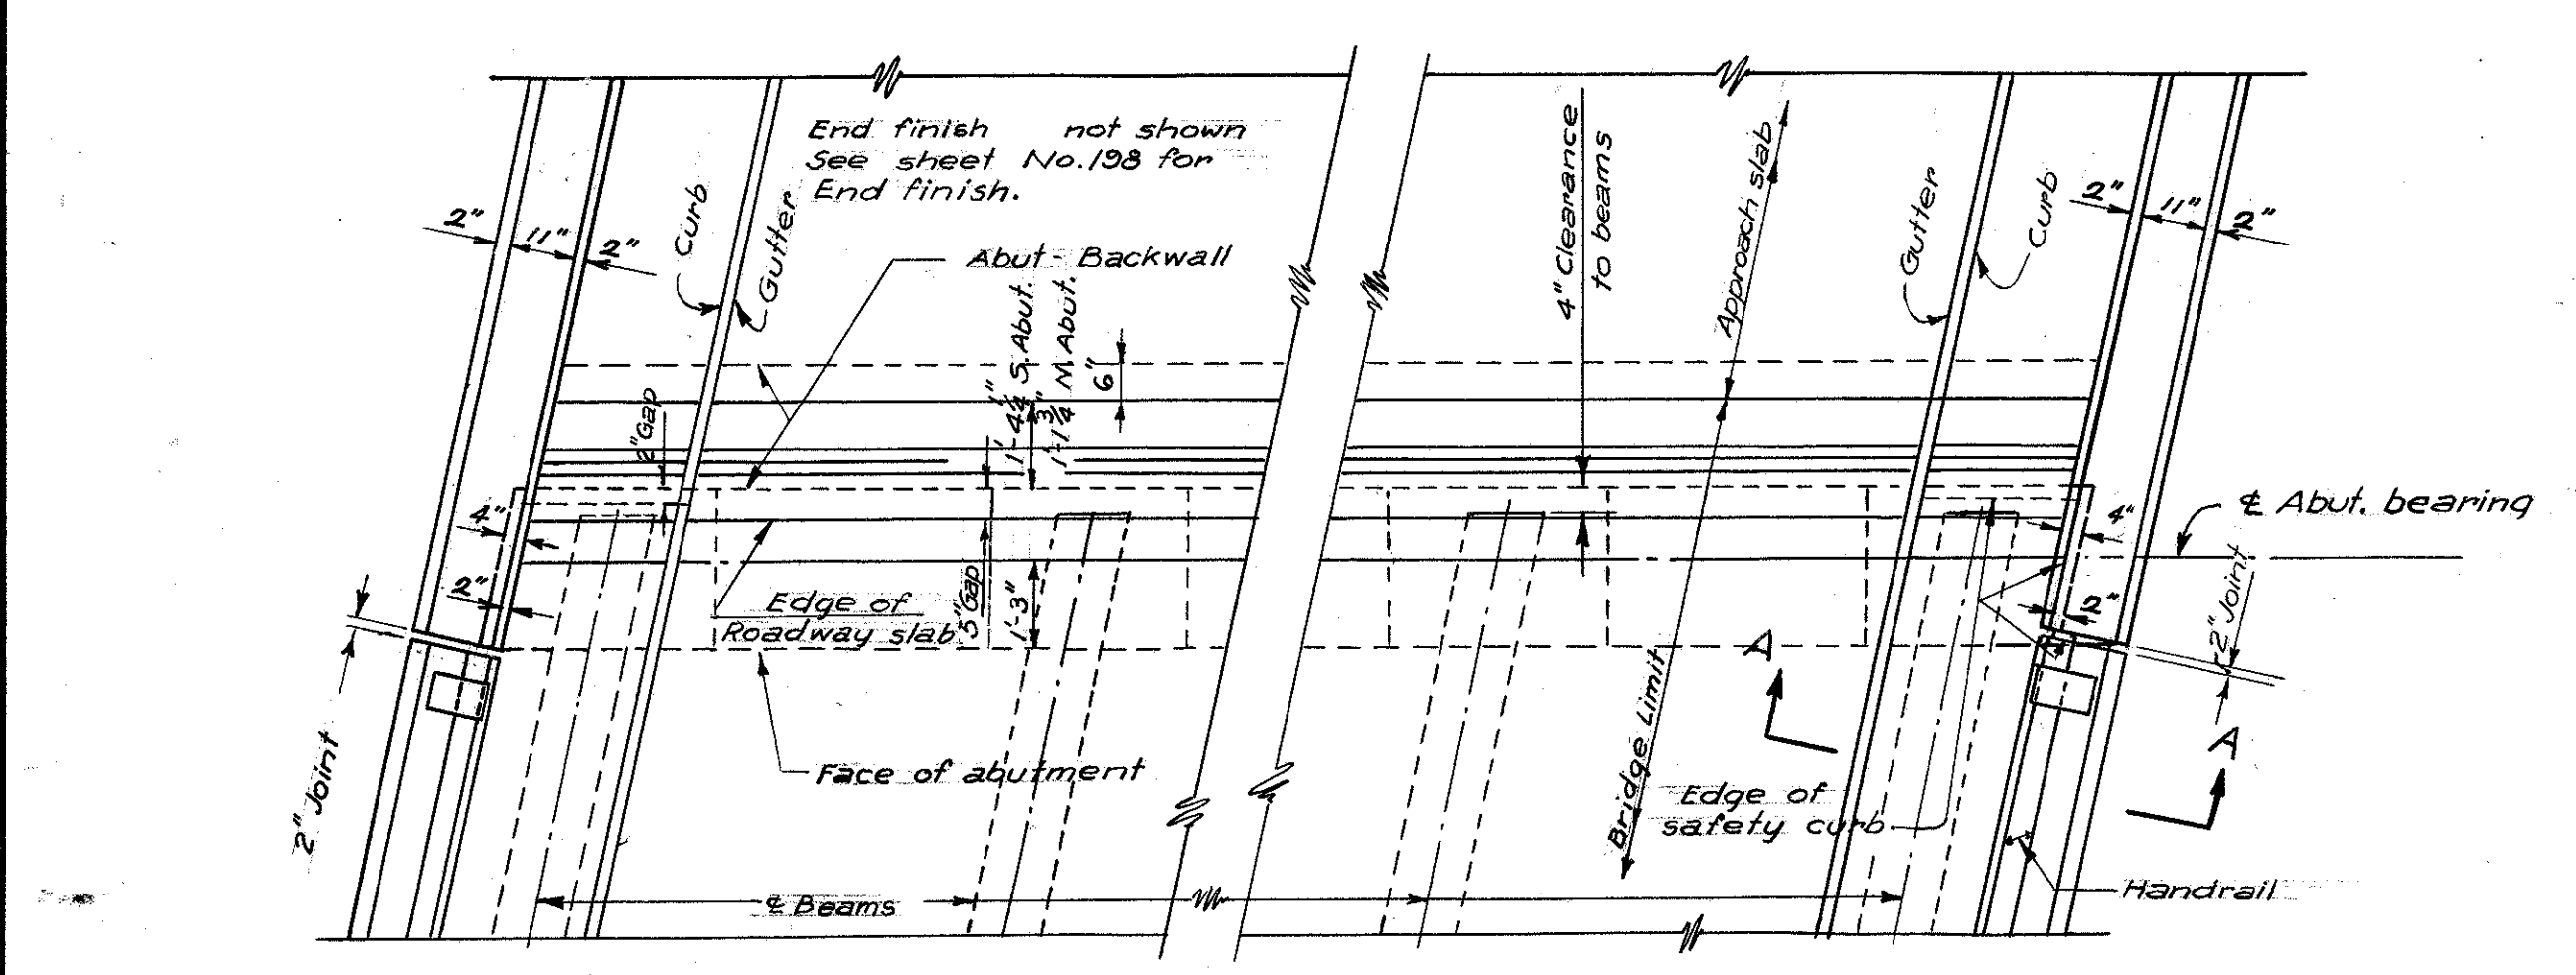 End finish not shown
See sheet No. 198 for
End finish.
2"
11"
2"
Curb
Gutter
Abut- Backwall
1'-4 1/4" S. Abut.
1'-1 3/4" N. Abut.
6"
4" Clearance
to beams
Approach slab
Gutter
Curb
2"
11"
2"
2" Gap
4"
2"
Edge of
Roadway slab
5" Gap
1'-3"
Face of abutment
2" Joint
℄ Beams
Bridge Limit
A
Edge of
safety curb
℄ Abut. bearing
4"
2"
2" Joint
A
Handrail